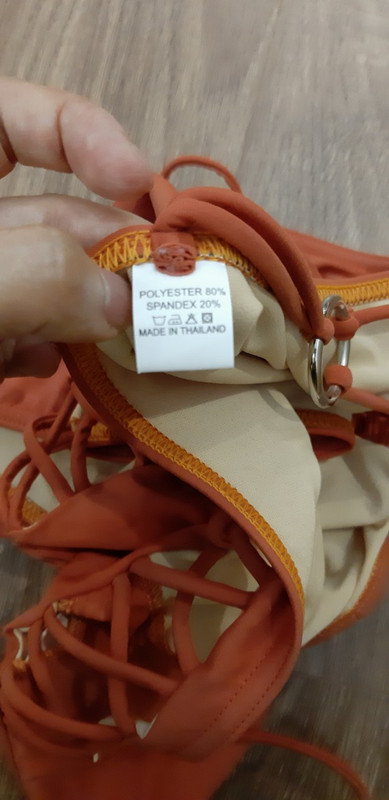 POLYESTER 80%
SPANDEX 20%
MADE IN THAILAND